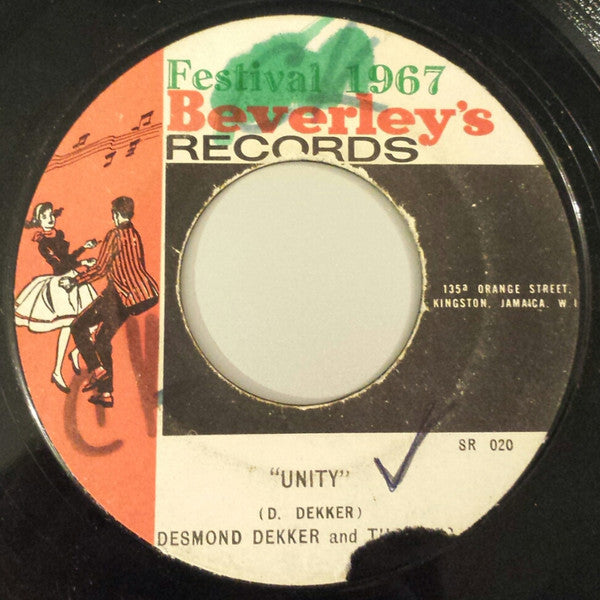 Festival 1967
Beverley's
RECORDS
135a ORANGE STREET,
KINGSTON, JAMAICA, W I
SR 020
"UNITY"
(D. DEKKER)
DESMOND DEKKER and